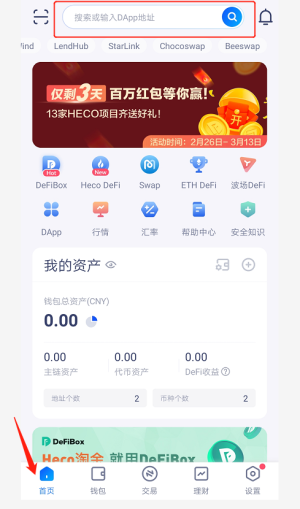 搜索或输入DApp地址
LendHub StarLink Chocoswap Beeswap
仅剩3天 百万红包等你赢!
13家HECO项目齐送好礼!
开
活动时间: 2月26日- 3月13日
Hot New
DeFiBox Heco DeFi Swap ETH DeFi 波场DeFi
DApp 行情 汇率 帮助中心 安全知识
我的资产
钱包总资产(CNY)
0.00
0.00 0.00 0.00
主链资产 代币资产 DeFi收益
地址个数 2 币种个数 2
DeFiBox
Heco淘金 就用DeFiBox
首页 钱包 交易 理财 设置